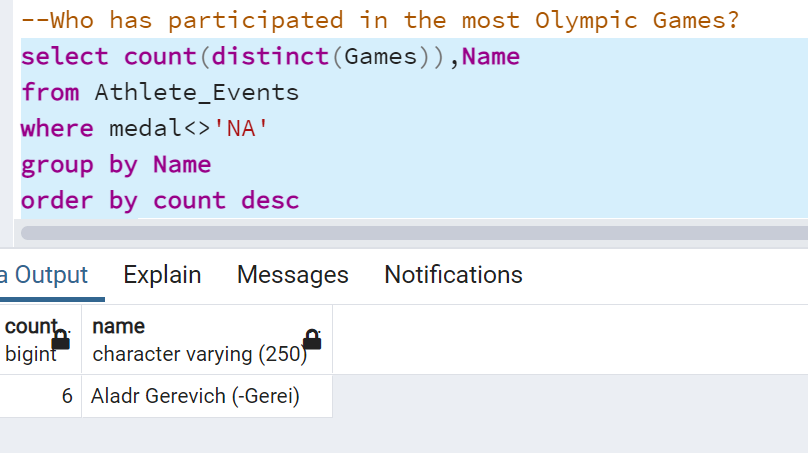 --Who has participated in the most Olympic Games?
select count(distinct(Games)),Name
from Athlete_Events
where medal<>'NA'
group by Name
order by count desc
a Output Explain Messages Notifications
count name
bigint character varying (250)
6 Aladr Gerevich (-Gerei)